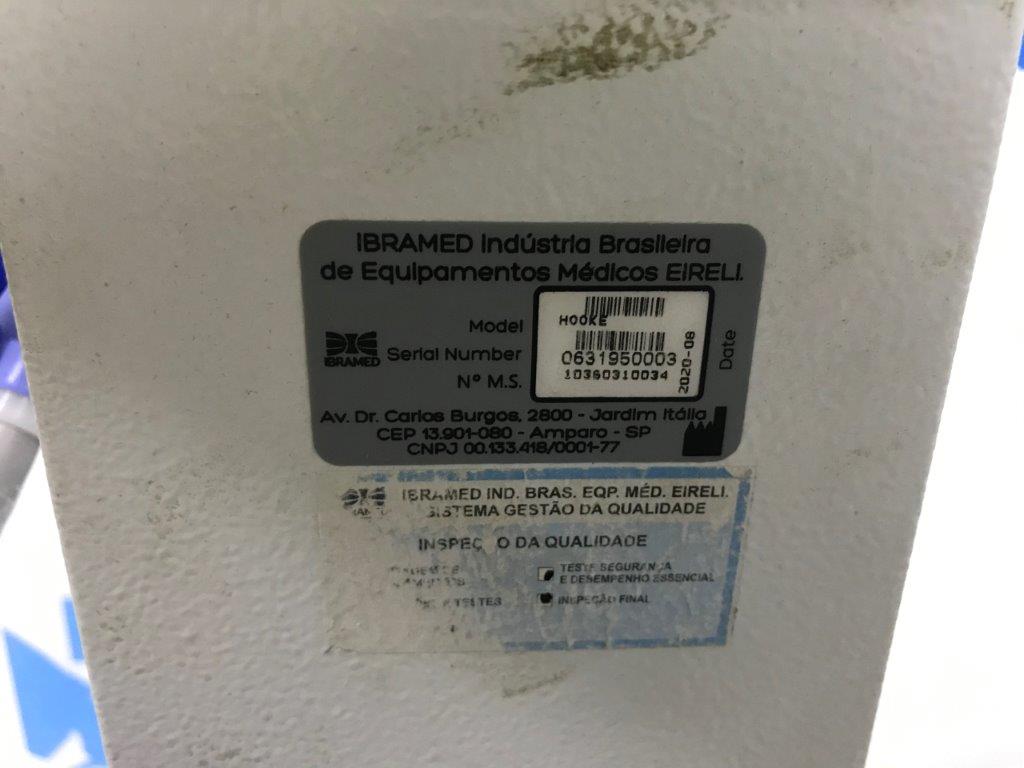 IBRAMED Indústria Brasileira
de Equipamentos Médicos EIRELI.
Model HOOKE
IBRAMED
Serial Number 0631950003
Nº M.S. 10360310034
2020-08
Date
Av. Dr. Carlos Burgos, 2800 - Jardim Itália
CEP 13.901-080 - Amparo - SP
CNPJ 00.133.418/0001-77
IBRAMED IND. BRAS. EQP. MÉD. EIRELI.
SISTEMA GESTÃO DA QUALIDADE
INSPEÇ O DA QUALIDADE
TESTE SEGURANÇA
E DESEMPENHO ESSENCIAL
INSPEÇÃO FINAL